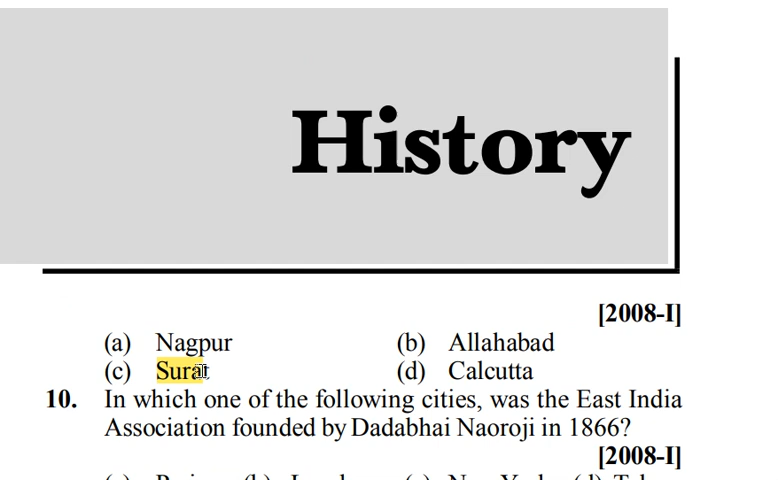 History
[2008-I]
(a) Nagpur (b) Allahabad
(c) Surat (d) Calcutta
10. In which one of the following cities, was the East India
Association founded by Dadabhai Naoroji in 1866?
[2008-I]